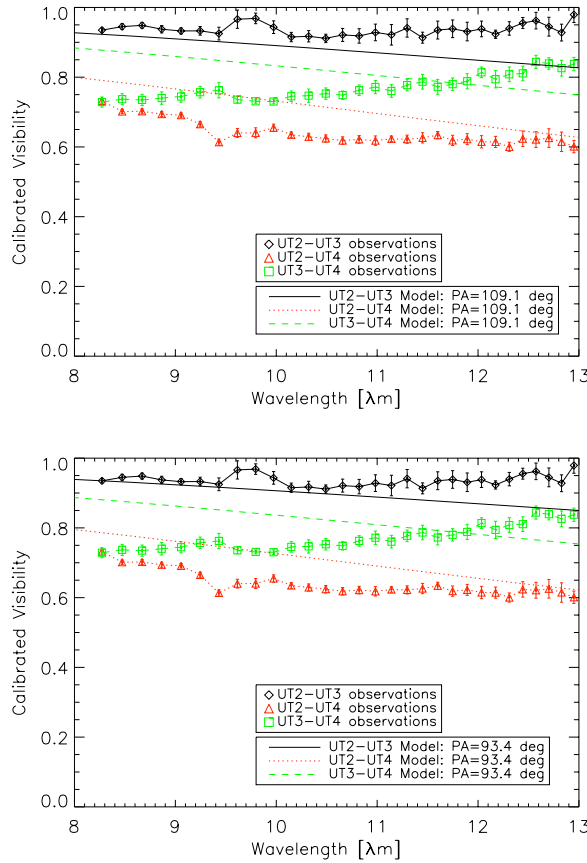 1.0
0.8
0.6
0.4
0.2
0.0
Calibrated Visibility
UT2-UT3 observations
UT2-UT4 observations
UT3-UT4 observations
UT2-UT3 Model: PA=109.1 deg
UT2-UT4 Model: PA=109.1 deg
UT3-UT4 Model: PA=109.1 deg
8 9 10 11 12 13
Wavelength [λm]
1.0
0.8
0.6
0.4
0.2
0.0
Calibrated Visibility
UT2-UT3 observations
UT2-UT4 observations
UT3-UT4 observations
UT2-UT3 Model: PA=93.4 deg
UT2-UT4 Model: PA=93.4 deg
UT3-UT4 Model: PA=93.4 deg
8 9 10 11 12 13
Wavelength [λm]